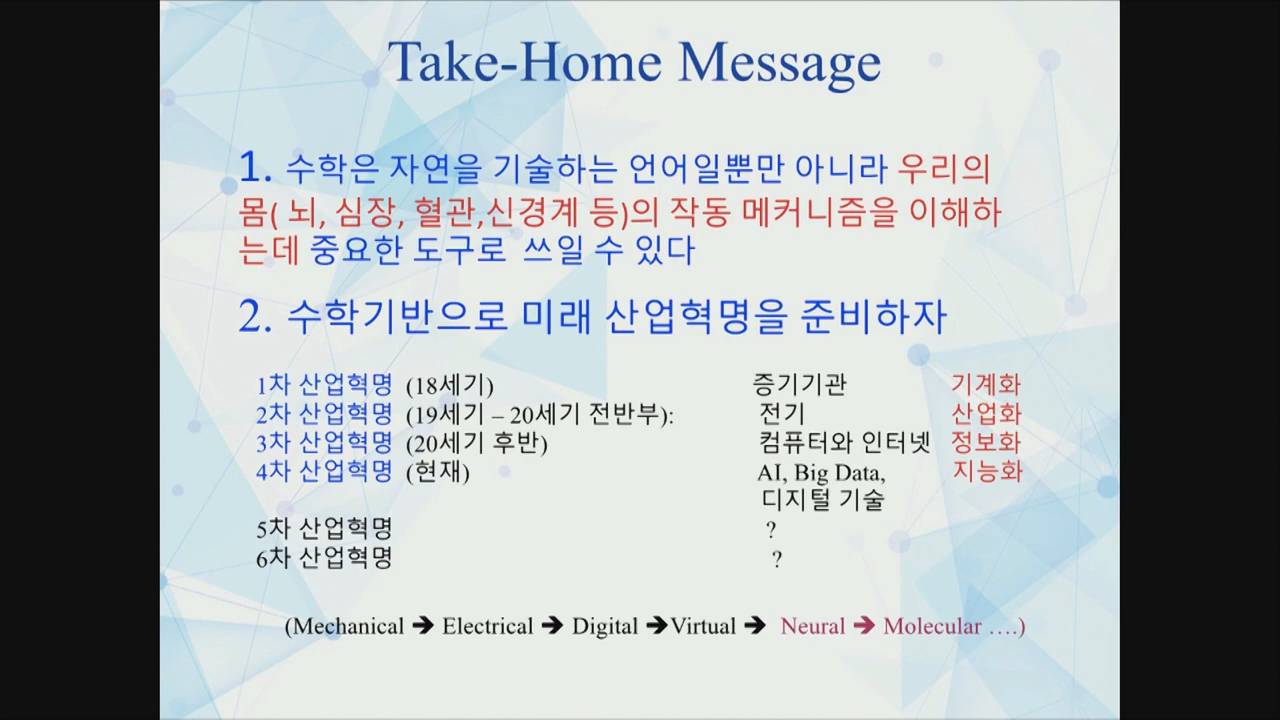 Take-Home Message
1. 수학은 자연을 기술하는 언어일뿐만 아니라 우리의
몸( 뇌, 심장, 혈관,신경계 등)의 작동 메커니즘을 이해하
는데 중요한 도구로 쓰일 수 있다
2. 수학기반으로 미래 산업혁명을 준비하자
1차 산업혁명 (18세기) 증기기관 기계화
2차 산업혁명 (19세기 – 20세기 전반부): 전기 산업화
3차 산업혁명 (20세기 후반) 컴퓨터와 인터넷 정보화
4차 산업혁명 (현재) AI, Big Data, 지능화
디지털 기술
5차 산업혁명 ?
6차 산업혁명 ?
(Mechanical ➔ Electrical ➔ Digital ➔Virtual ➔ Neural ➔ Molecular ….)